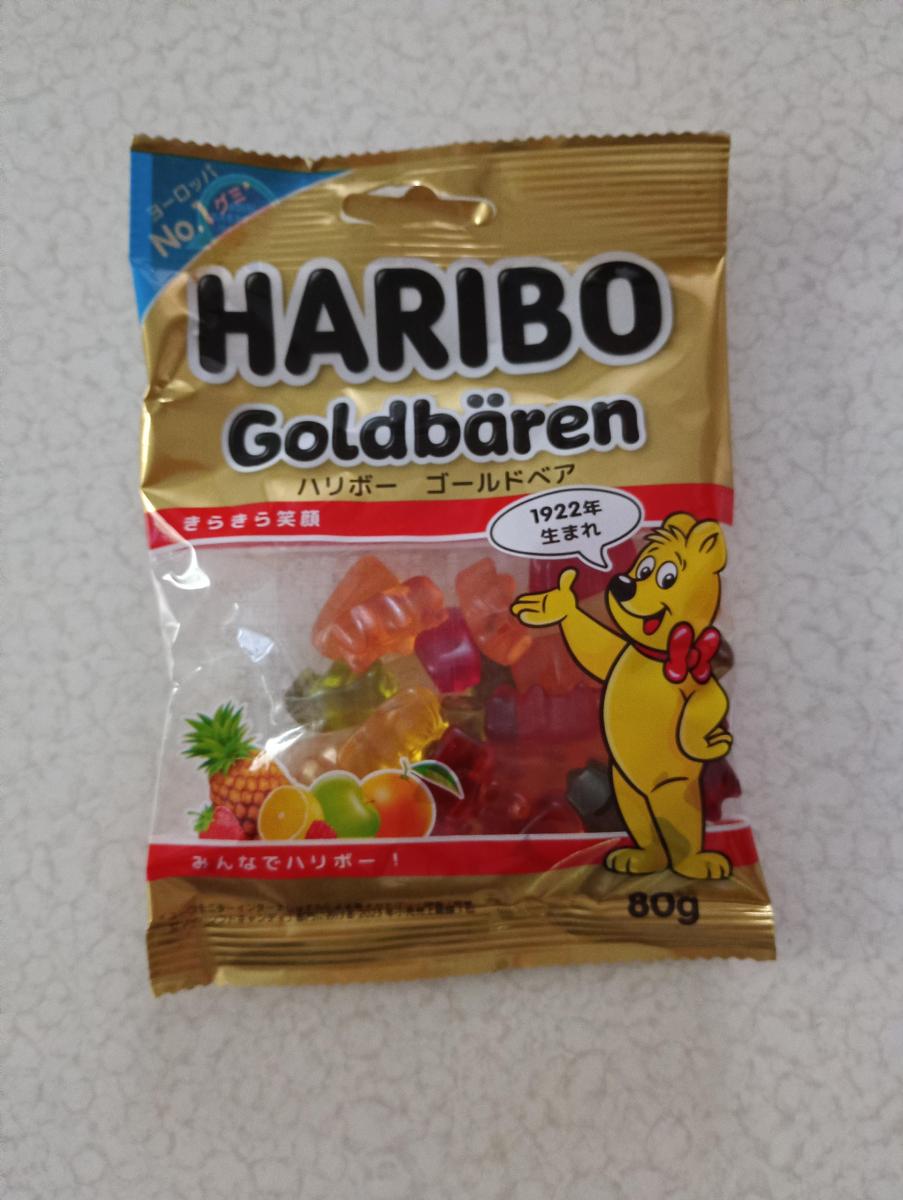 ヨーロッパ
No.1グミ*
HARIBO
Goldbären
ハリボー ゴールドベア
きらきら笑顔
1922年
生まれ
みんなでハリボー！
80g